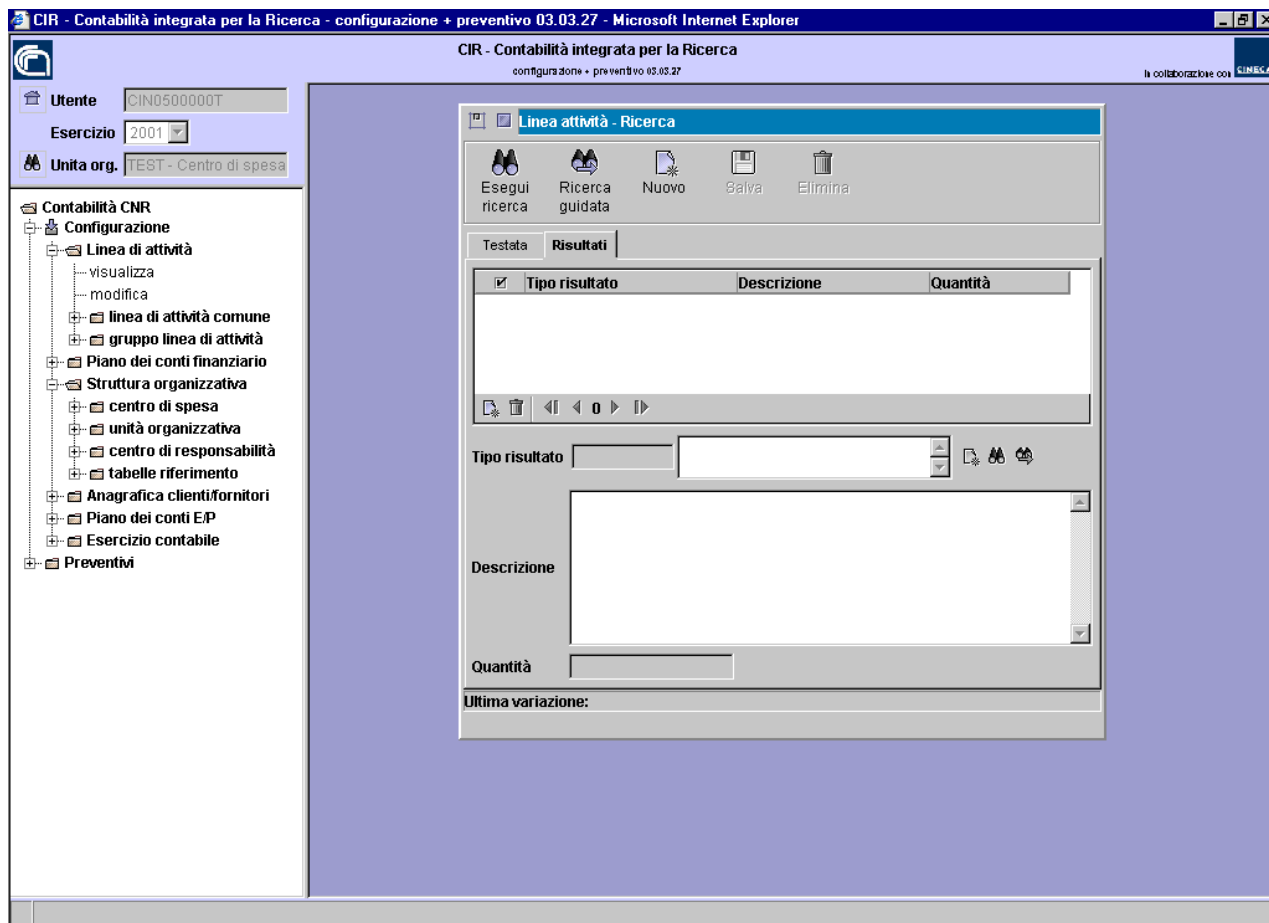 CIR - Contabilità integrata per la Ricerca - configurazione + preventivo 03.03.27 - Microsoft Internet Explorer
CIR - Contabilità integrata per la Ricerca
configurazione + preventivo 03.03.27
In collaborazione con CINECA
Utente CIN0500000T
Esercizio 2001
Unita org. TEST - Centro di spesa
Contabilità CNR
Configurazione
Linea di attività
visualizza
modifica
linea di attività comune
gruppo linea di attività
Piano dei conti finanziario
Struttura organizzativa
centro di spesa
unità organizzativa
centro di responsabilità
tabelle riferimento
Anagrafica clienti/fornitori
Piano dei conti E/P
Esercizio contabile
Preventivi
Linea attività - Ricerca
Esegui ricerca
Ricerca guidata
Nuovo
Salva
Elimina
Testata Risultati
Tipo risultato Descrizione Quantità
0
Tipo risultato
Descrizione
Quantità
Ultima variazione: